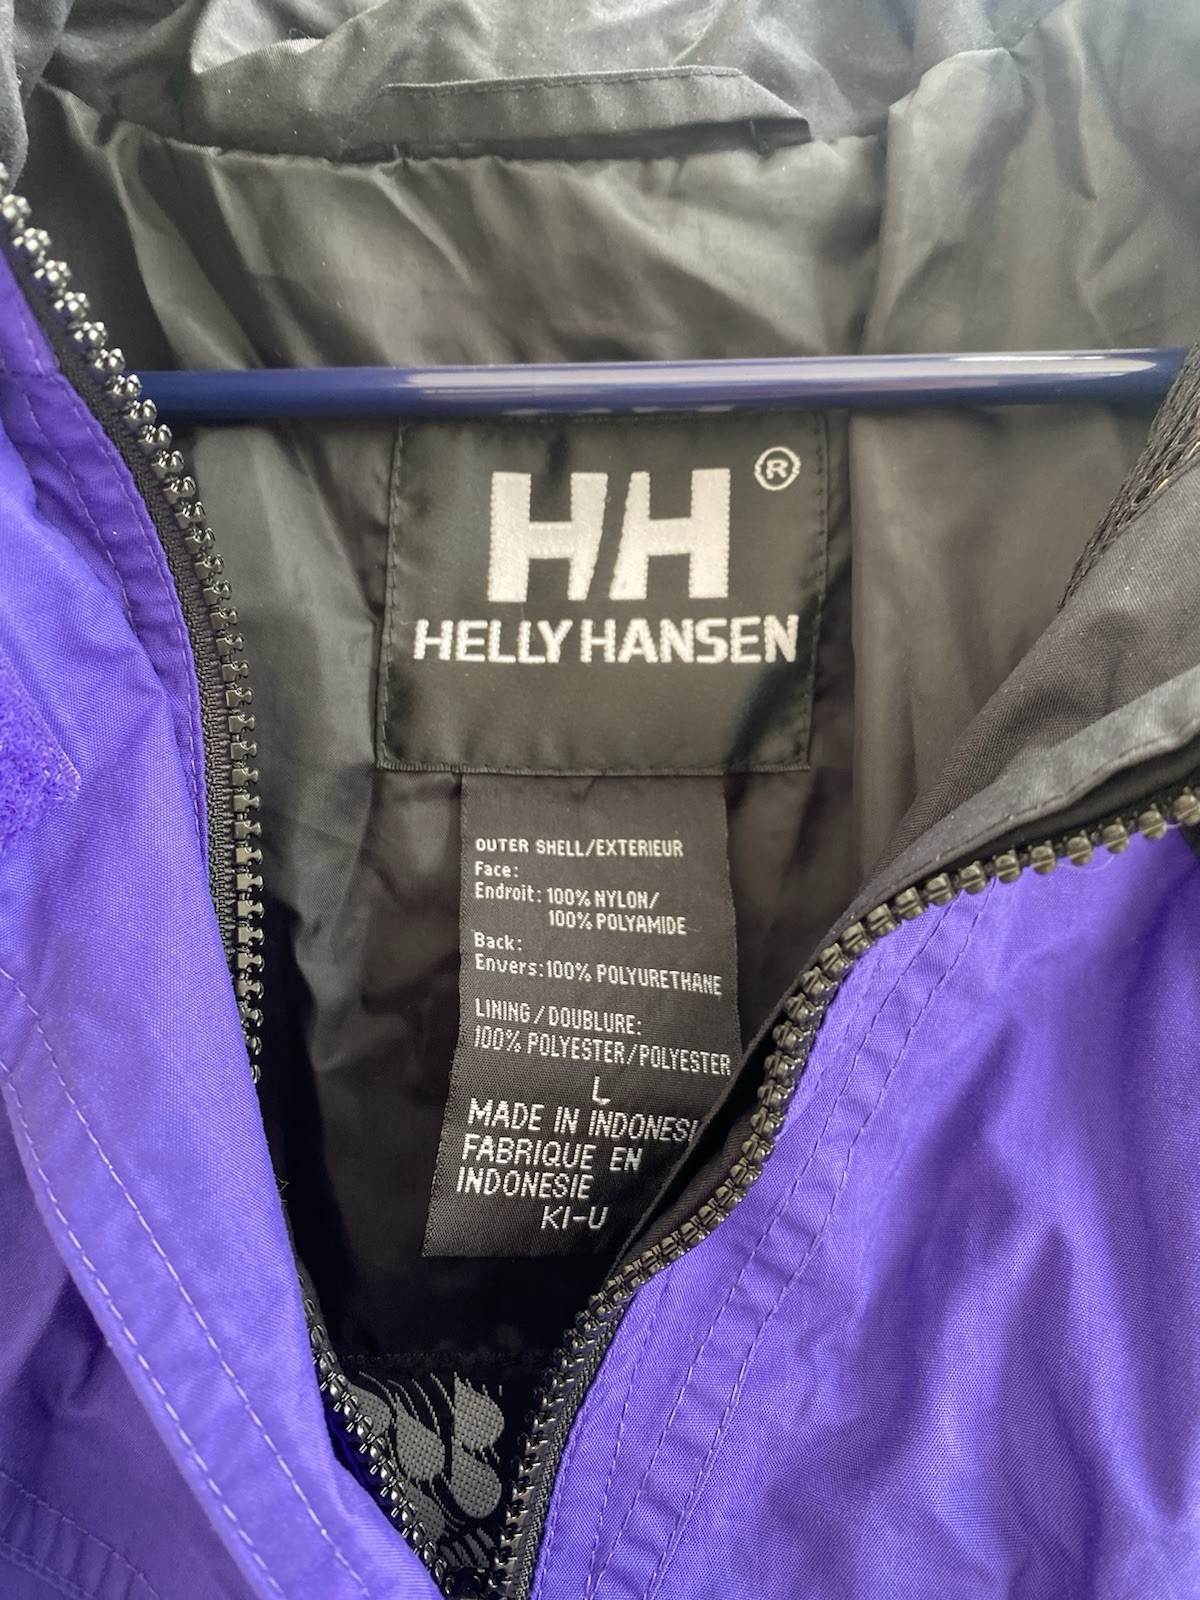 HH ®
HELLY HANSEN
OUTER SHELL/EXTERIEUR
Face:
Endroit: 100% NYLON/
100% POLYAMIDE
Back:
Envers: 100% POLYURETHANE
LINING/DOUBLURE:
100% POLYESTER/POLYESTER
L
MADE IN INDONESI
FABRIQUE EN
INDONESIE
KI-U